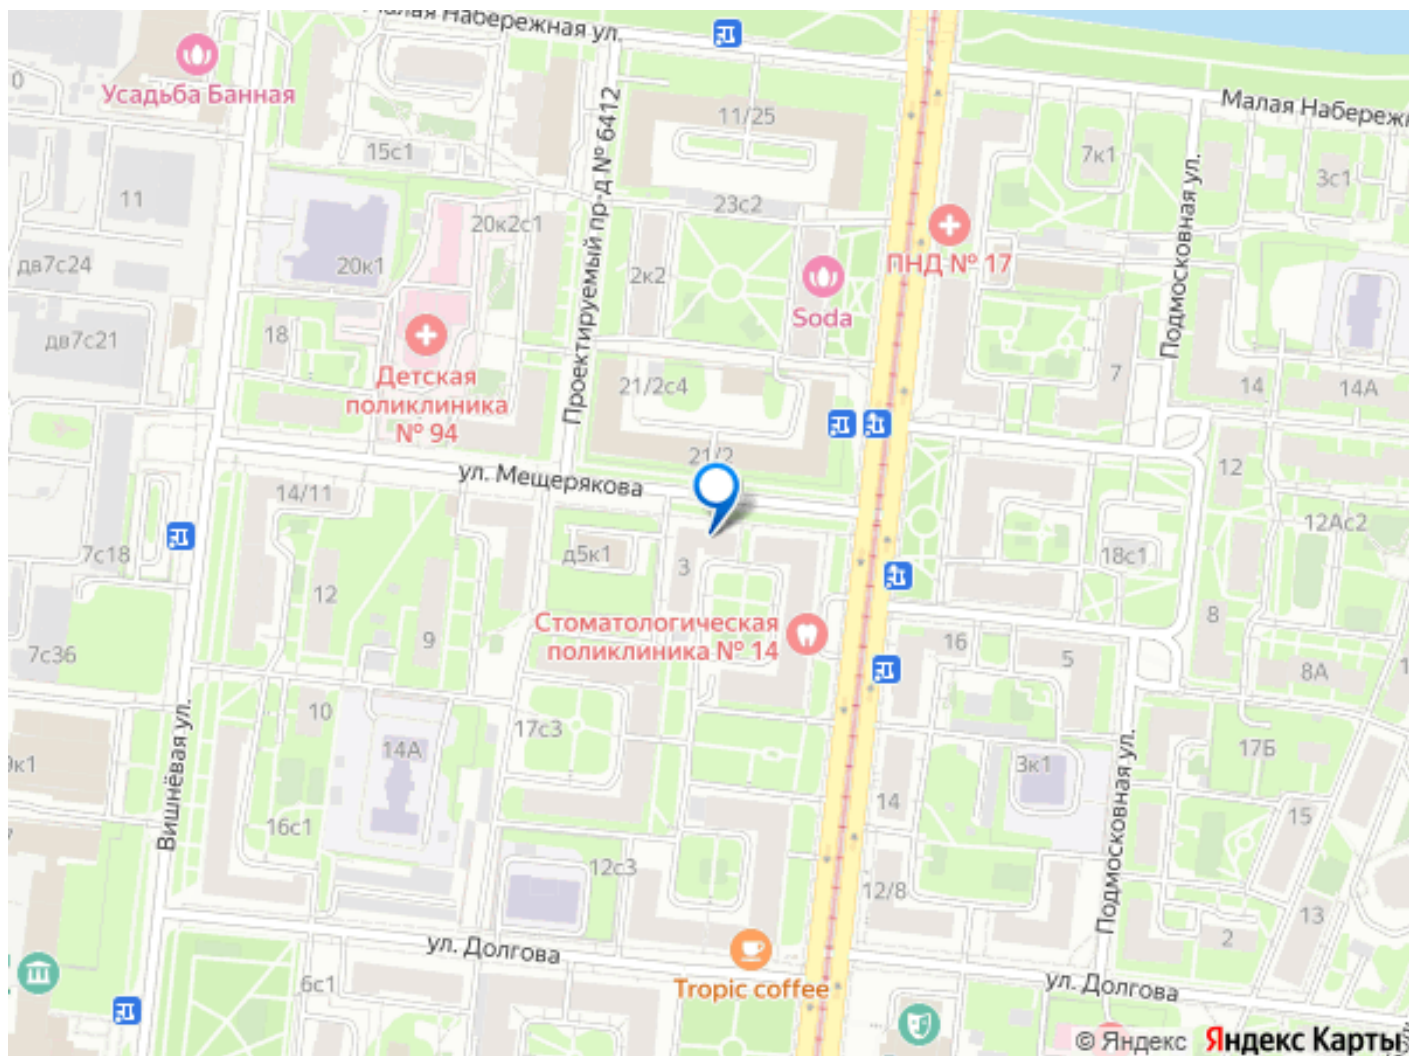 Малая Набережная ул.
Усадьба Банная
0
11/25
Малая Набережн
15с1
7к1
3с1
11
Проектируемый пр-д № 6412
20к2с1
23с2
Подмосковная ул.
дв7с24
20к1
2к2
ПНД № 17
Soda
18
дв7с21
Детская
поликлиника
№ 94
21/2с4
7
14
14А
21/2
12
ул. Мещерякова
14/11
12Ас2
7с18
д5к1
3
18с1
12
9
Стоматологическая
поликлиника № 14
8
7с36
16
5
8А
1
10
17с3
14А
17Б
9к1
3к1
Вишнёвая ул.
14
Подмосковная ул.
16с1
15
12с3
12/8
13
2
ул. Долгова
6с1
Tropic coffee
ул. Долгова
© Яндекс Яндекс Карты